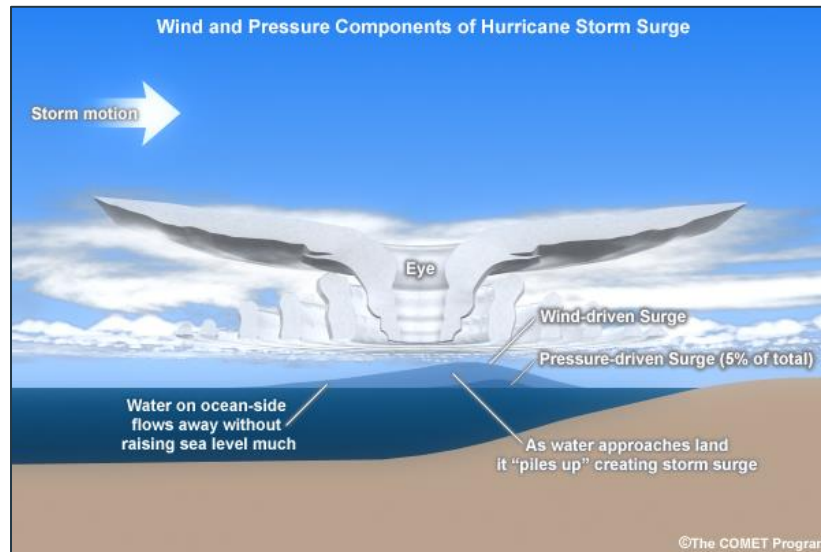 Wind and Pressure Components of Hurricane Storm Surge
Storm motion
Eye
Wind-driven Surge
Pressure-driven Surge (5% of total)
Water on ocean-side
flows away without
raising sea level much
As water approaches land
it “piles up” creating storm surge
©The COMET Program